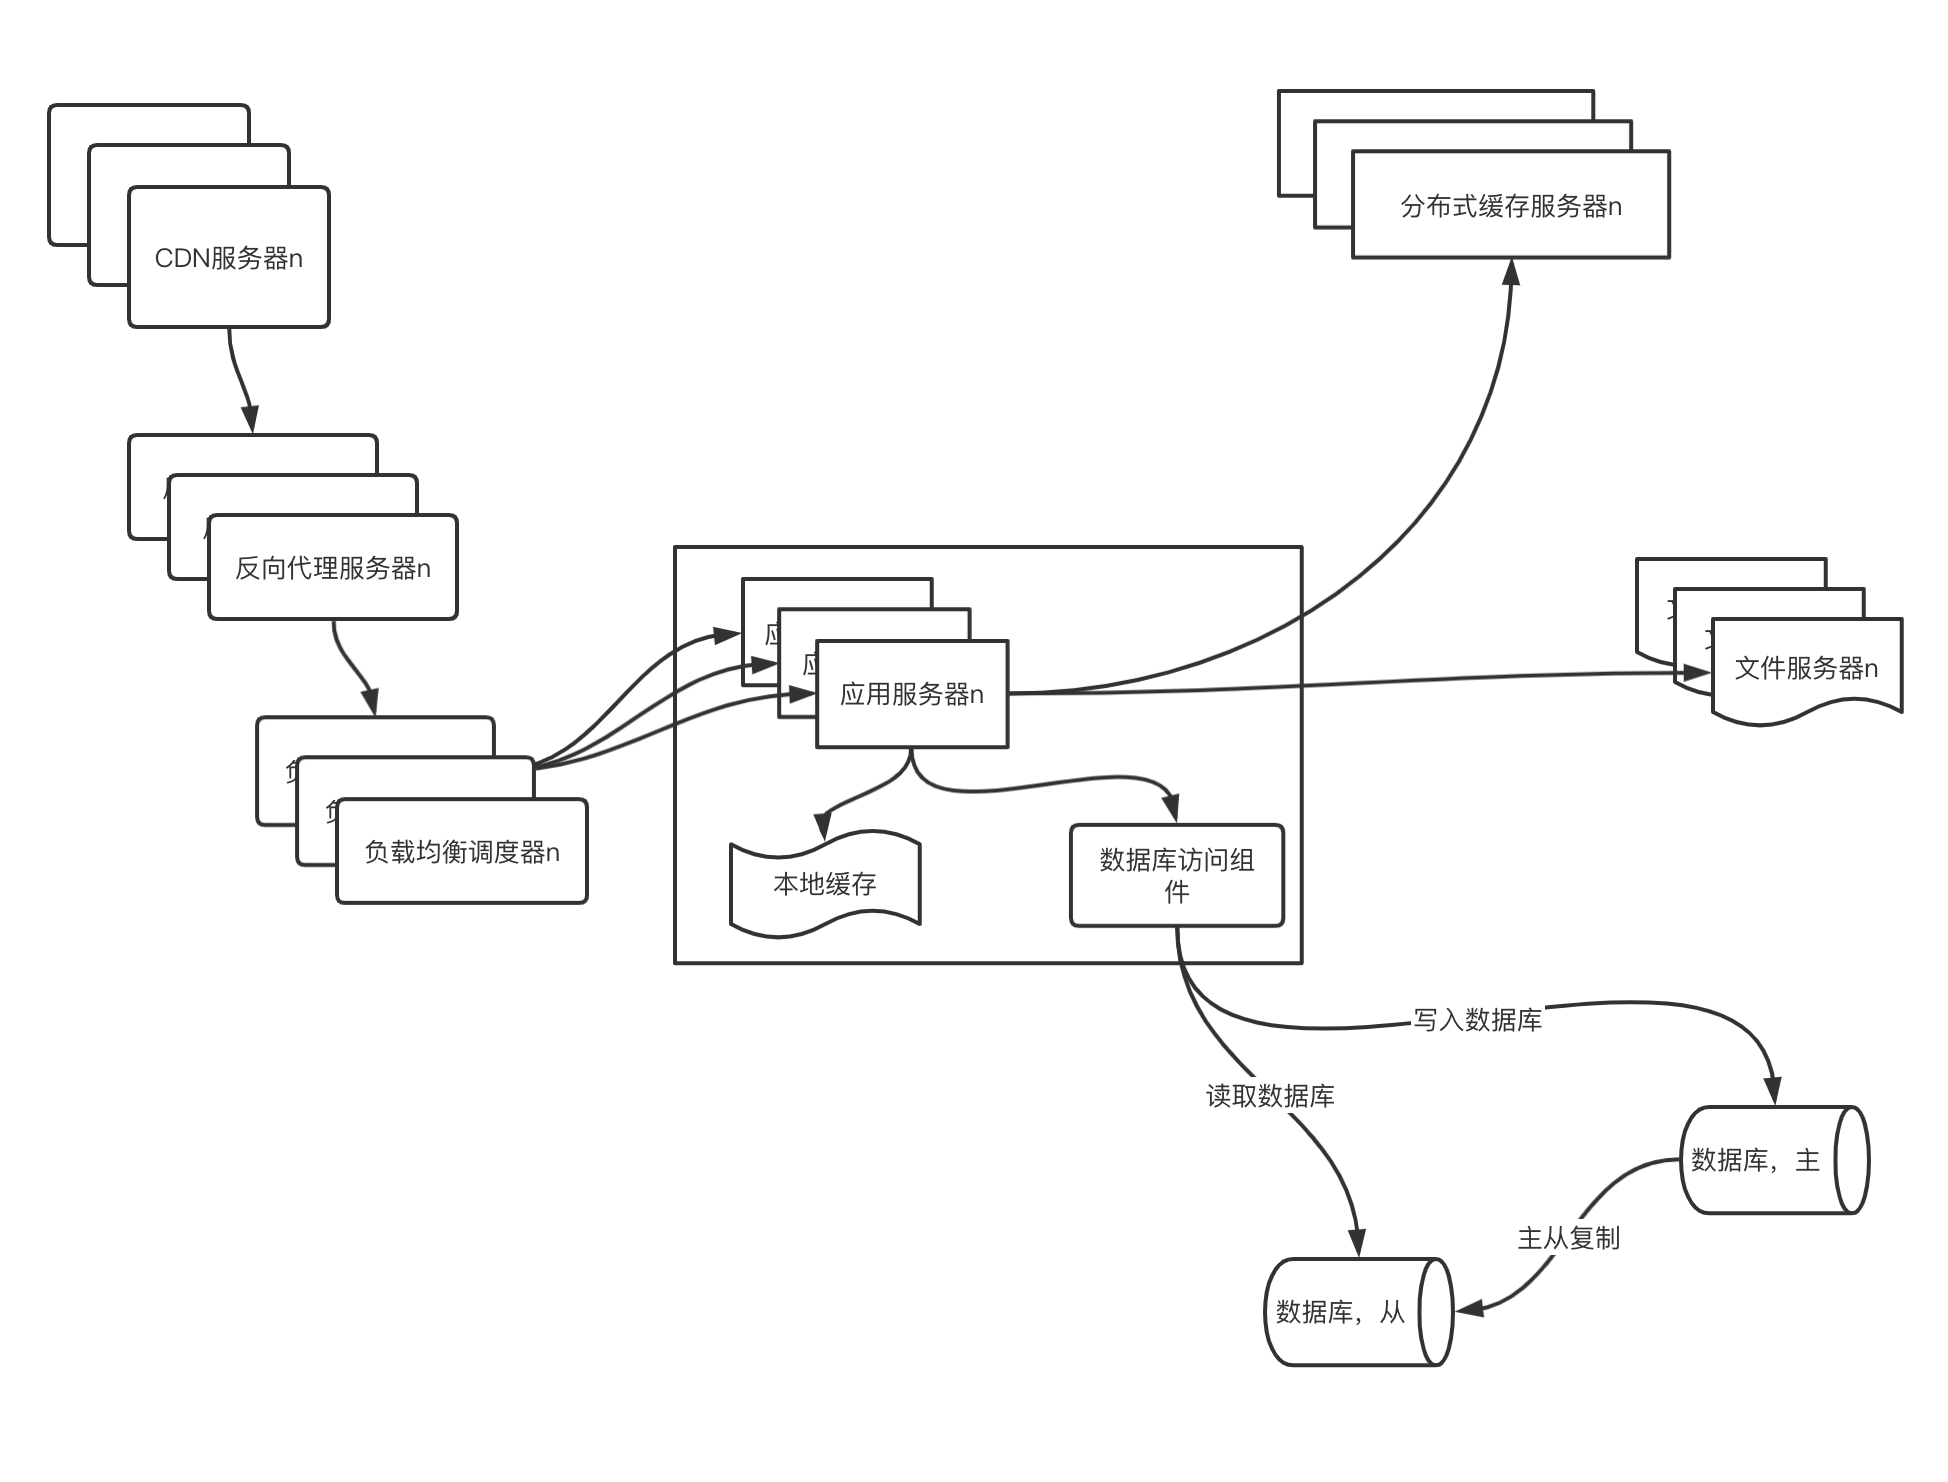 CDN服务器n
分布式缓存服务器n
反向代理服务器n
应用服务器n
文件服务器n
负载均衡调度器n
本地缓存
数据库访问组
件
写入数据库
读取数据库
数据库，主
主从复制
数据库，从